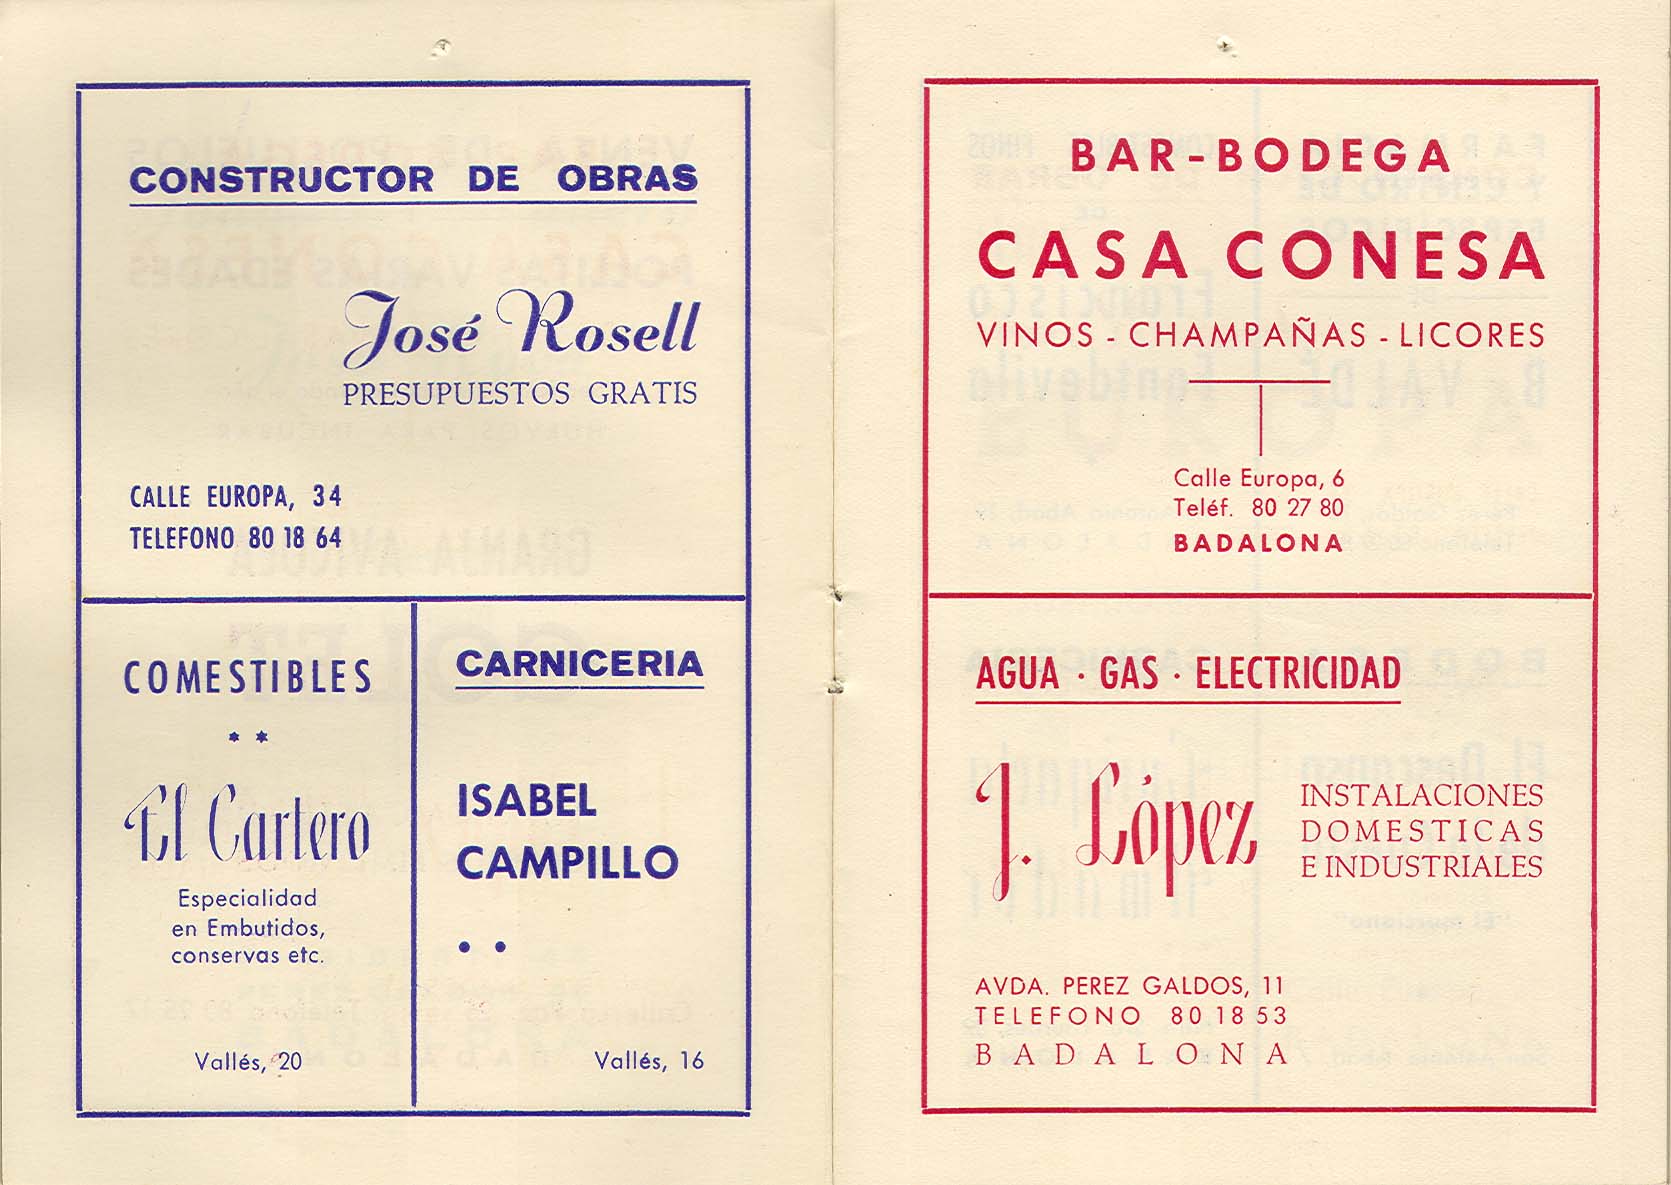 CONSTRUCTOR DE OBRAS
José Rosell
PRESUPUESTOS GRATIS
CALLE EUROPA, 34
TELEFONO 80 18 64
COMESTIBLES
El Cartero
Especialidad
en Embutidos,
conservas etc.
Vallés, 20
CARNICERIA
ISABEL
CAMPILLO
Vallés, 16
BAR-BODEGA
CASA CONESA
VINOS - CHAMPAÑAS - LICORES
Calle Europa, 6
Teléf. 80 27 80
BADALONA
AGUA · GAS · ELECTRICIDAD
J. López
INSTALACIONES
DOMESTICAS
E INDUSTRIALES
AVDA. PEREZ GALDOS, 11
TELEFONO 80 18 53
BADALONA